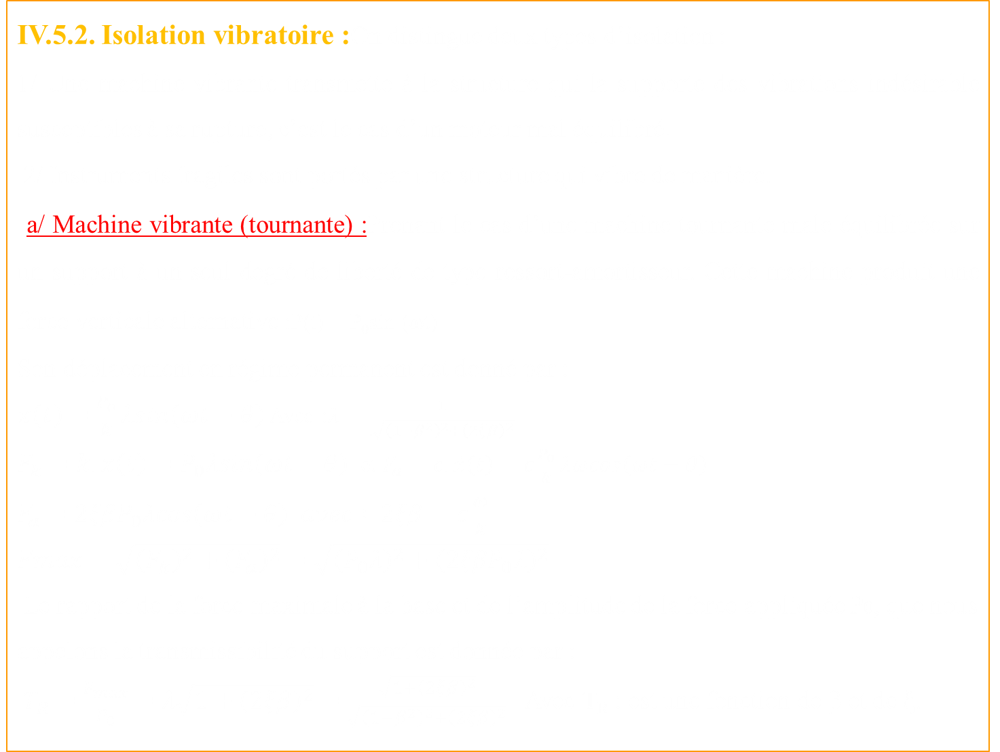 IV.5.2. Isolation vibratoire :
a/ Machine vibrante (tournante) :